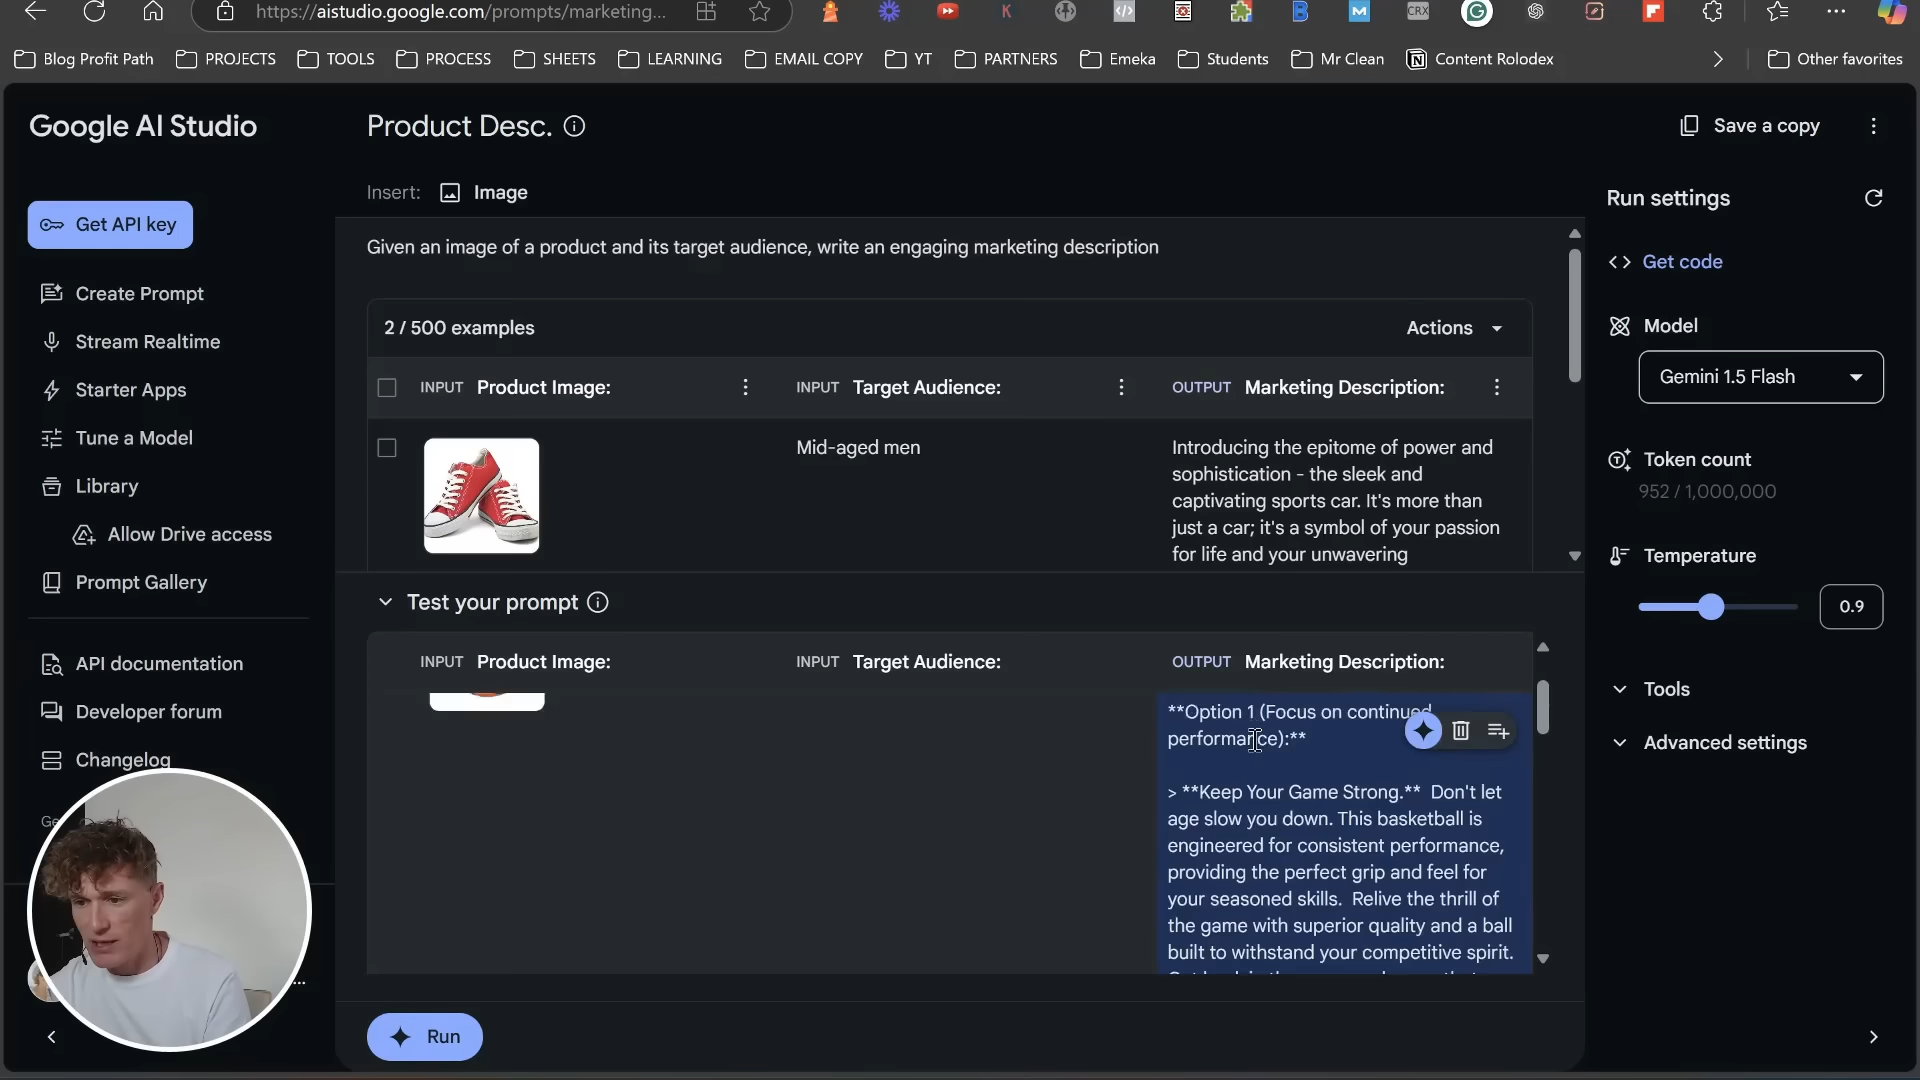 https://aistudio.google.com/prompts/marketing...
Blog Profit Path
PROJECTS
TOOLS
PROCESS
SHEETS
LEARNING
EMAIL COPY
YT
PARTNERS
Emeka
Students
Mr Clean
Content Rolodex
Other favorites
Google AI Studio
Product Desc.
Save a copy
Insert: Image
Get API key
Given an image of a product and its target audience, write an engaging marketing description
Create Prompt
Stream Realtime
Starter Apps
Tune a Model
Library
Allow Drive access
Prompt Gallery
API documentation
Developer forum
Changelog
2 / 500 examples
Actions
INPUT Product Image:
INPUT Target Audience:
OUTPUT Marketing Description:
Mid-aged men
Introducing the epitome of power and
sophistication - the sleek and
captivating sports car. It's more than
just a car; it's a symbol of your passion
for life and your unwavering
Test your prompt
INPUT Product Image:
INPUT Target Audience:
OUTPUT Marketing Description:
**Option 1 (Focus on continued
performance):**
> **Keep Your Game Strong.** Don't let
age slow you down. This basketball is
engineered for consistent performance,
providing the perfect grip and feel for
your seasoned skills. Relive the thrill of
the game with superior quality and a ball
built to withstand your competitive spirit.
Run
Run settings
Get code
Model
Gemini 1.5 Flash
Token count
952 / 1,000,000
Temperature
0.9
Tools
Advanced settings